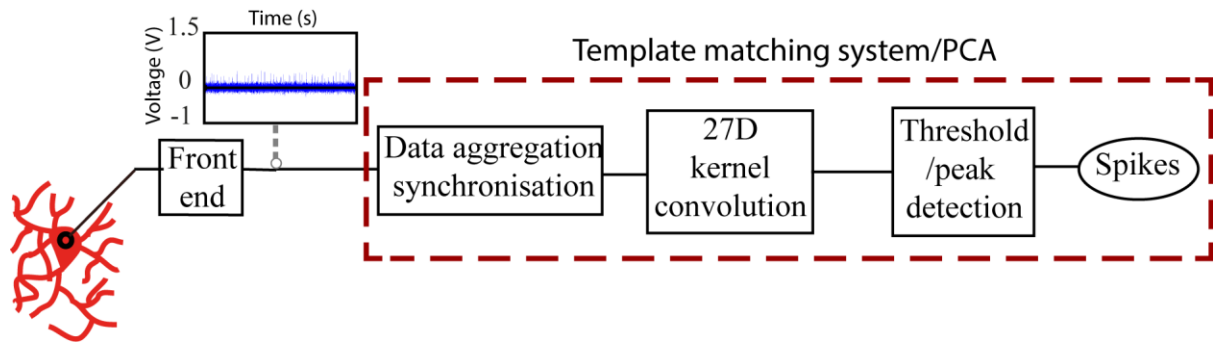 Time (s)
Voltage (V)
1.5
0
-1
Template matching system/PCA
Front
end
Data aggregation
synchronisation
27D
kernel
convolution
Threshold
/peak
detection
Spikes